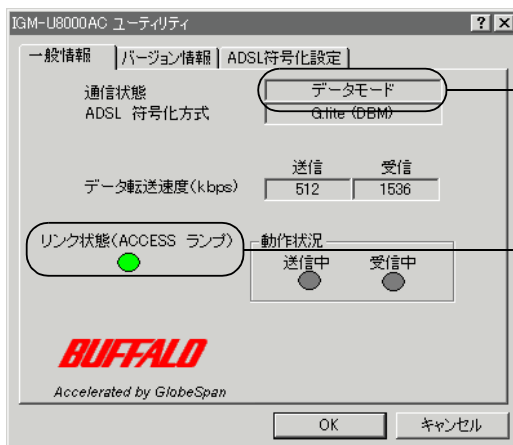 IGM-U8000AC ユーティリティ
一般情報 バージョン情報 ADSL符号化設定
通信状態 データモード
ADSL 符号化方式 G.lite (DBM)
送信 受信
データ転送速度(kbps) 512 1536
リンク状態(ACCESS ランプ) 動作状況
送信中 受信中
BUFFALO
Accelerated by GlobeSpan
OK キャンセル